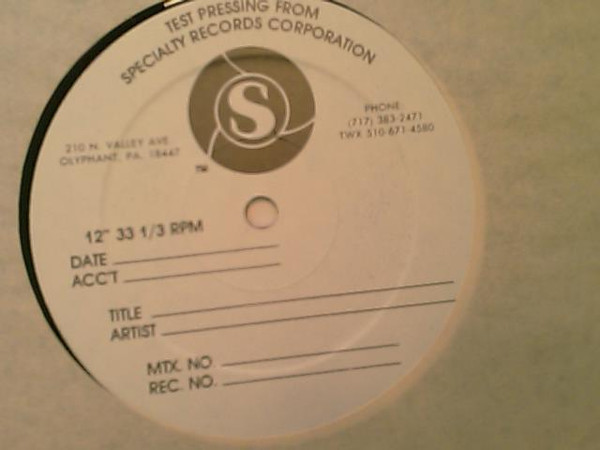 TEST PRESSING FROM
SPECIALTY RECORDS CORPORATION
S
210 N. VALLEY AVE.
OLYPHANT, PA. 18447
TM
PHONE:
(717) 383-2471
TWX 510-671-4580
12" 33 1/3 RPM
DATE
ACC'T
TITLE
ARTIST
MTX. NO.
REC. NO.